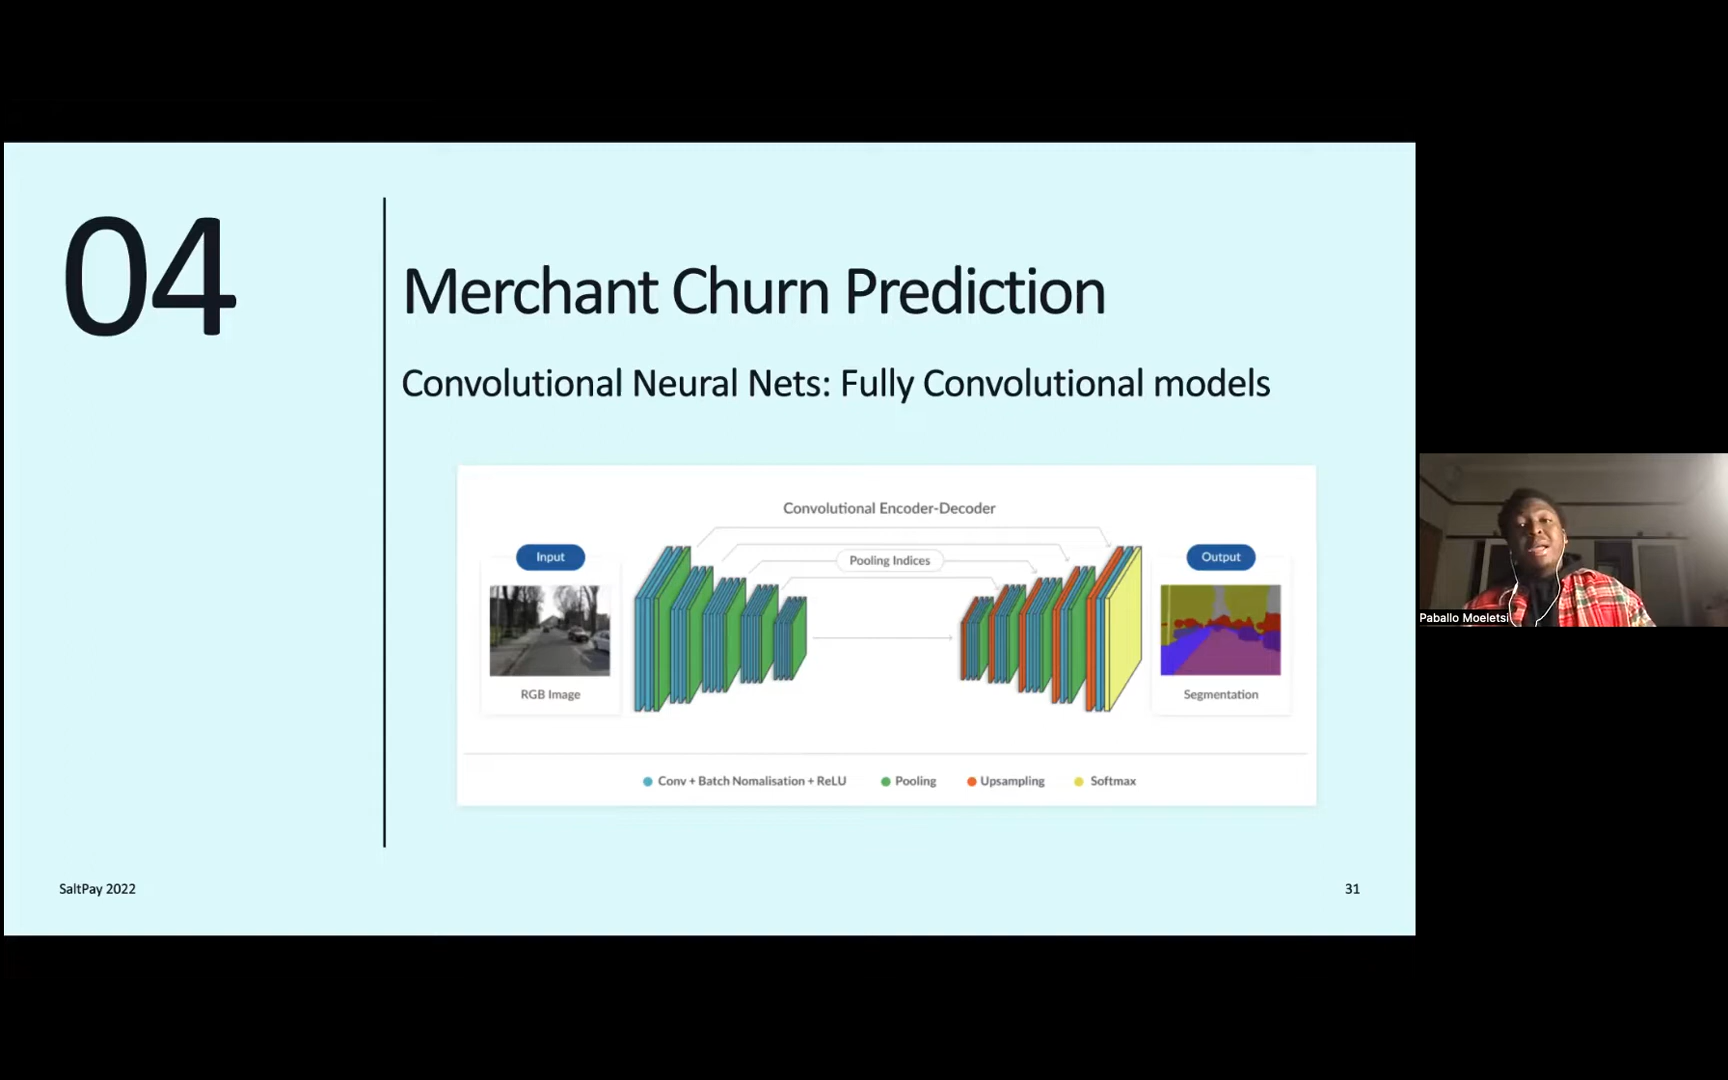 04
Merchant Churn Prediction
Convolutional Neural Nets: Fully Convolutional models
Convolutional Encoder-Decoder
Input
Pooling Indices
Output
RGB Image
Segmentation
Conv + Batch Nomalisation + ReLU
Pooling
Upsampling
Softmax
SaltPay 2022
31
Paballo Moeletsi